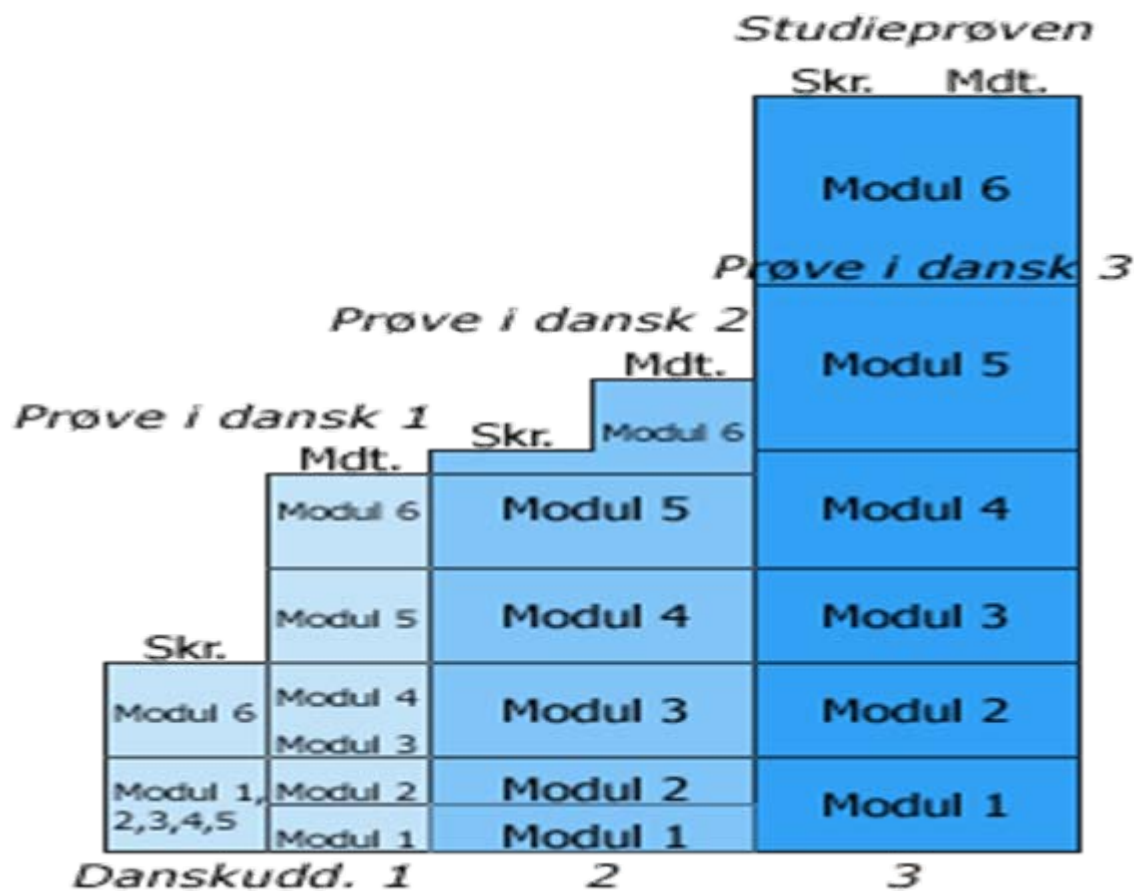 Studieprøven
Skr. Mdt.
Modul 6
Prøve i dansk 3
Prøve i dansk 2
Modul 5
Mdt.
Prøve i dansk 1
Skr.
Modul 6
Mdt.
Modul 6
Modul 5
Modul 4
Modul 5
Modul 4
Modul 3
Skr.
Modul 6
Modul 4
Modul 3
Modul 3
Modul 2
Modul 1,
2,3,4,5
Modul 2
Modul 1
Modul 2
Modul 1
Modul 1
Danskudd. 1 2 3